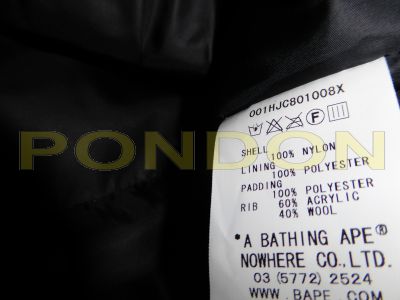 001HJC801008X
F
SHELL 100% NYLON
LINING 100% POLYESTER
PADDING 100% POLYESTER
RIB 60% ACRYLIC
40% WOOL
PONDON
*A BATHING APE®
NOWHERE CO.,LTD.
03 (5772) 2524
WWW.BAPE.COM